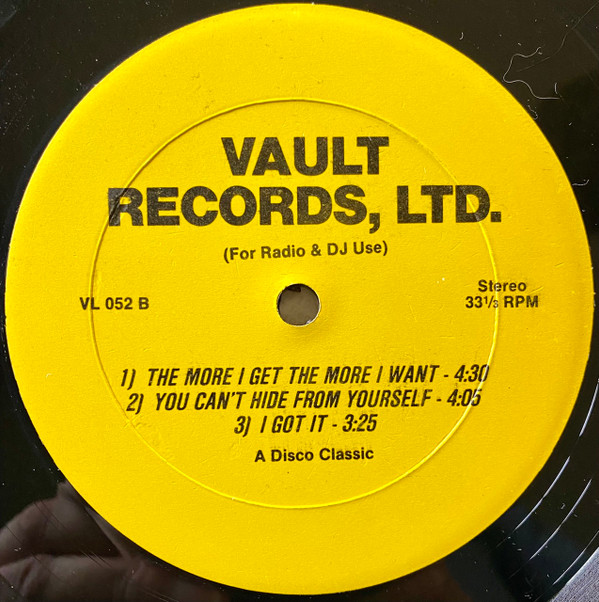 VAULT
RECORDS, LTD.
(For Radio & DJ Use)
VL 052 B
Stereo
33⅓ RPM
1) THE MORE I GET THE MORE I WANT - 4:30
2) YOU CAN'T HIDE FROM YOURSELF - 4:05
3) I GOT IT - 3:25
A Disco Classic